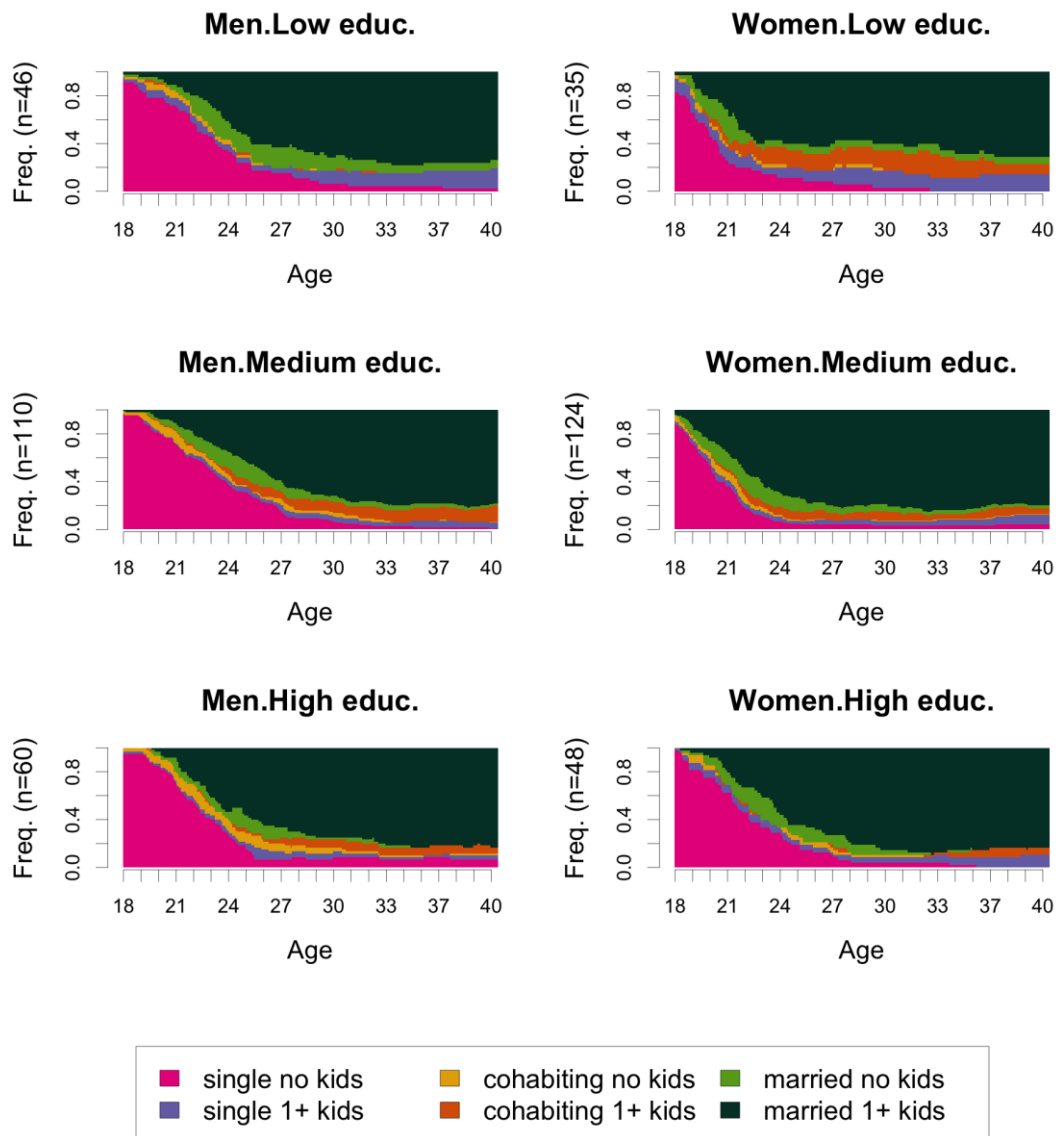 Men.Low educ.
Women.Low educ.
Freq. (n=46)
0.0 0.4 0.8
18 21 24 27 30 33 37 40
Age
Freq. (n=35)
0.0 0.4 0.8
18 21 24 27 30 33 37 40
Age
Men.Medium educ.
Women.Medium educ.
Freq. (n=110)
0.0 0.4 0.8
18 21 24 27 30 33 37 40
Age
Freq. (n=124)
0.0 0.4 0.8
18 21 24 27 30 33 37 40
Age
Men.High educ.
Women.High educ.
Freq. (n=60)
0.0 0.4 0.8
18 21 24 27 30 33 37 40
Age
Freq. (n=48)
0.0 0.4 0.8
18 21 24 27 30 33 37 40
Age
single no kids cohabiting no kids married no kids
single 1+ kids cohabiting 1+ kids married 1+ kids